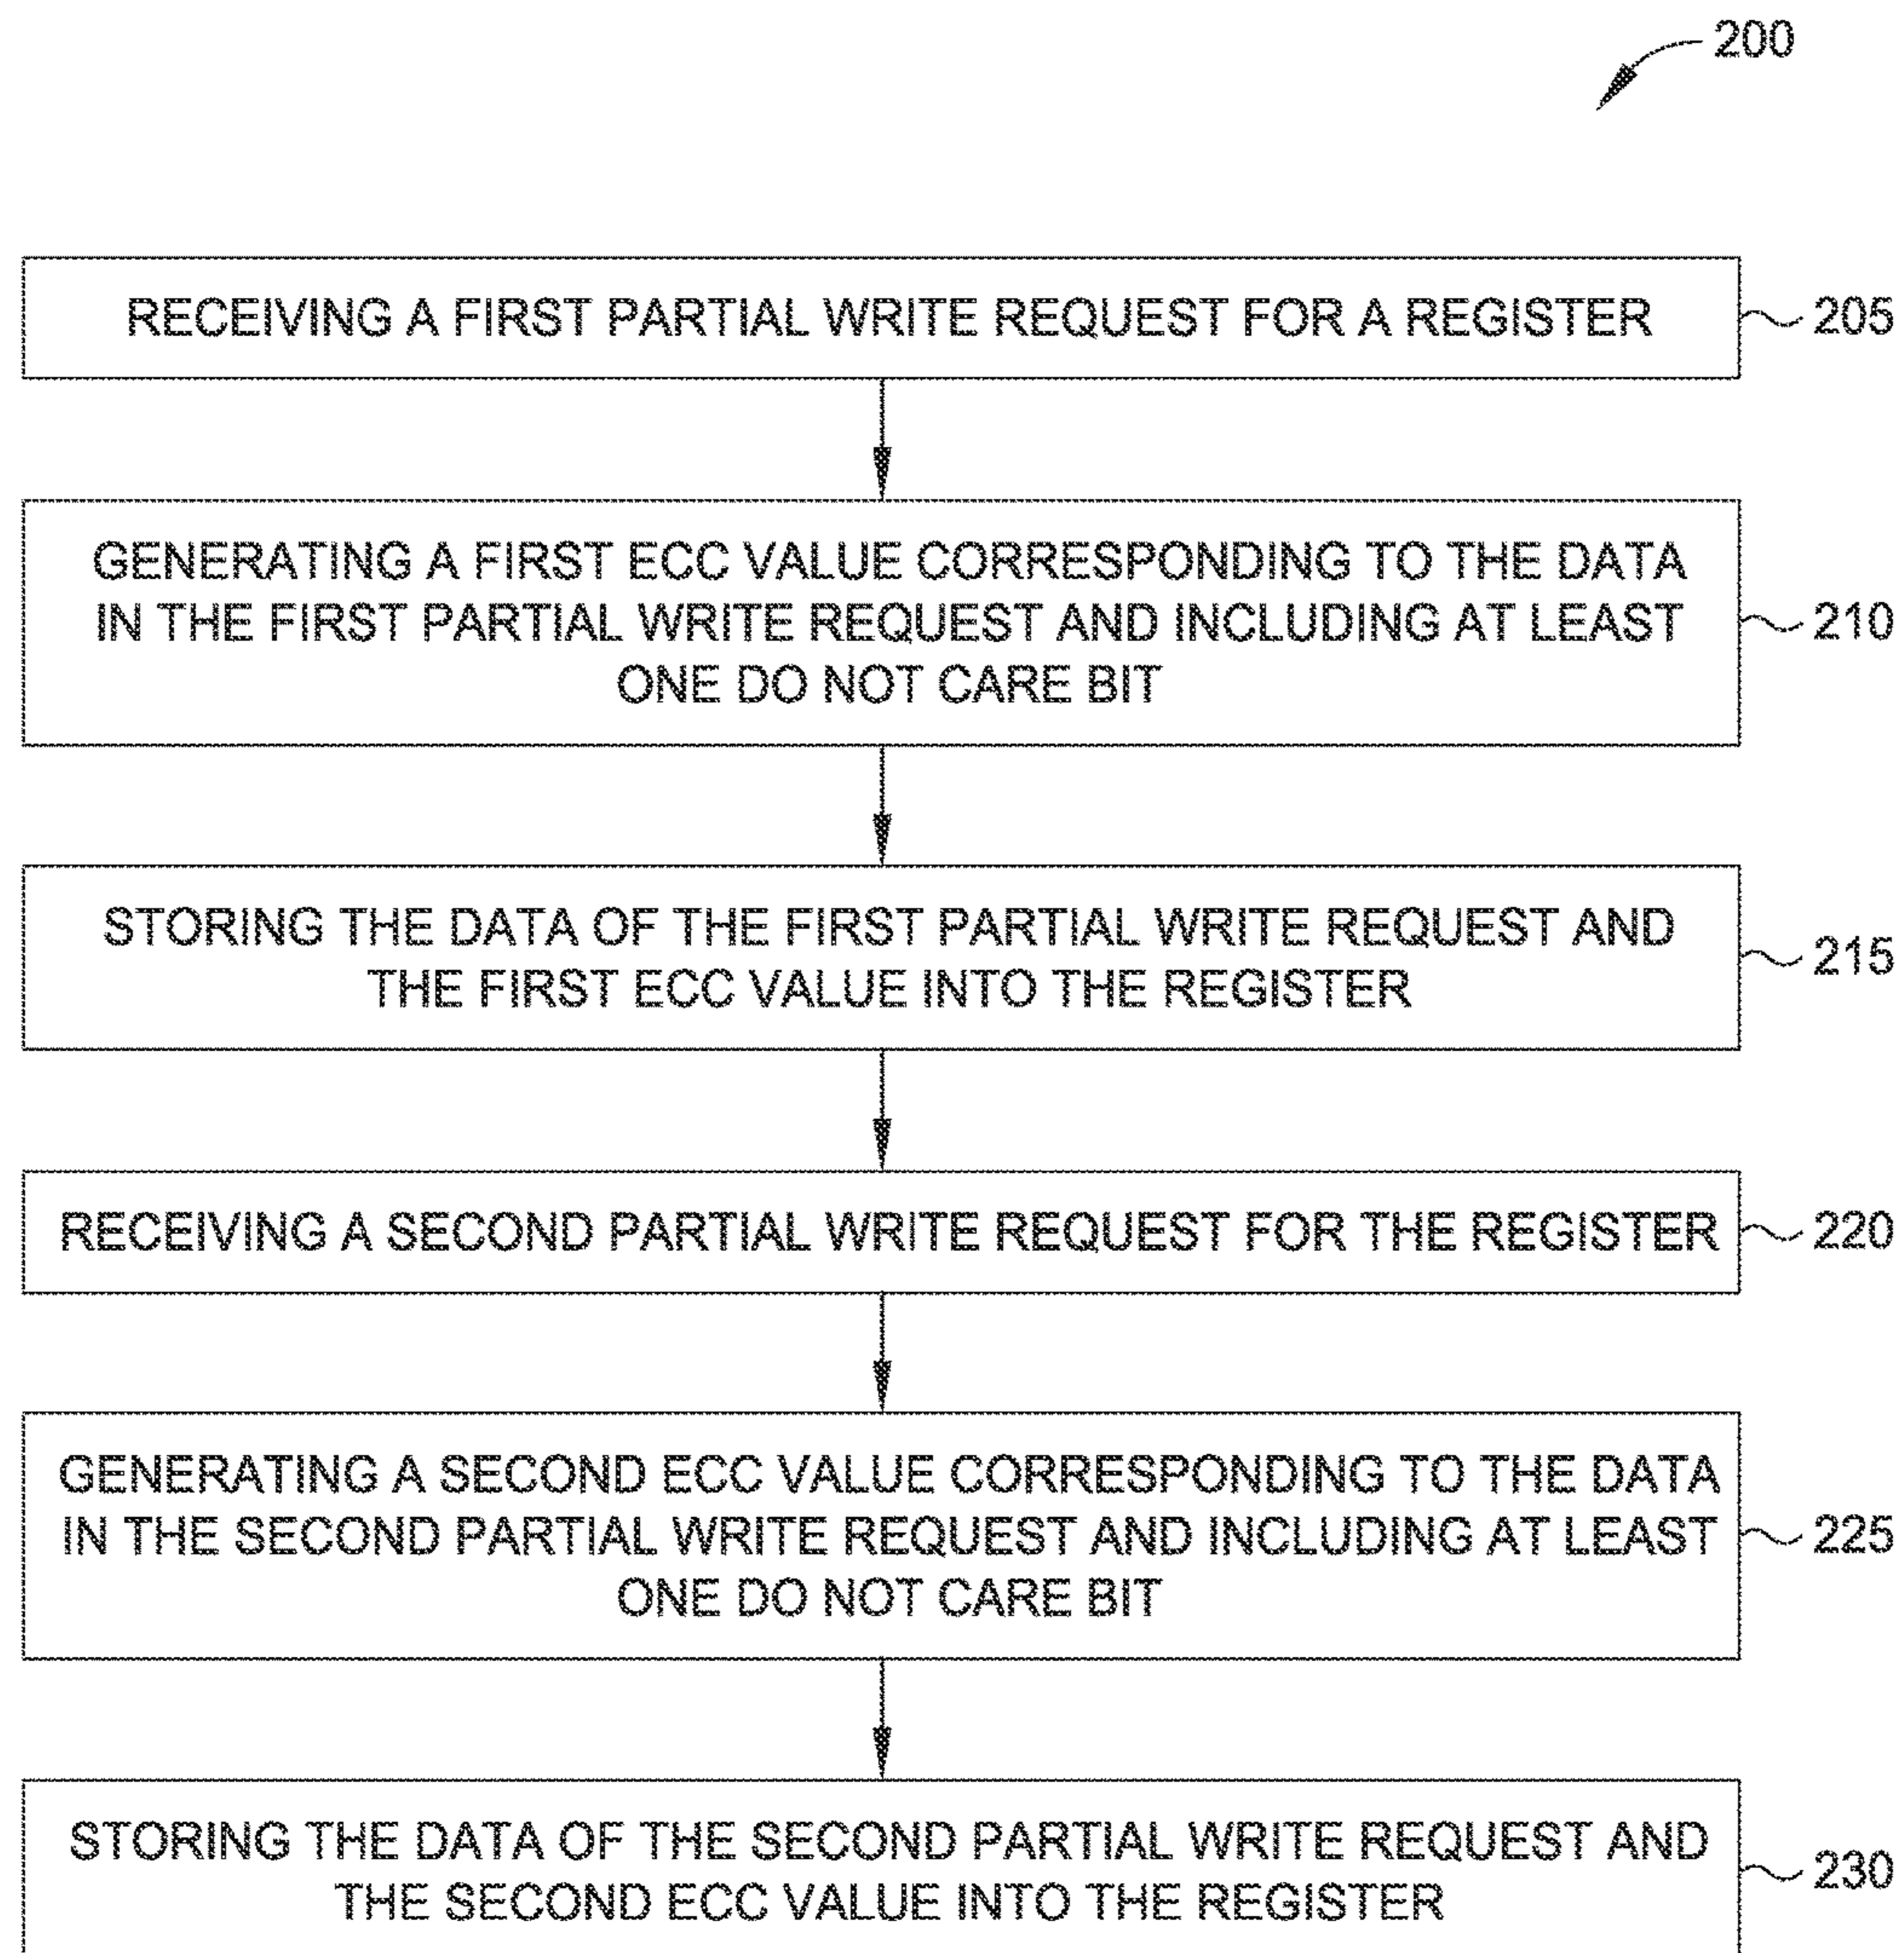 200
RECEIVING A FIRST PARTIAL WRITE REQUEST FOR A REGISTER
205
GENERATING A FIRST ECC VALUE CORRESPONDING TO THE DATA
IN THE FIRST PARTIAL WRITE REQUEST AND INCLUDING AT LEAST
ONE DO NOT CARE BIT
210
STORING THE DATA OF THE FIRST PARTIAL WRITE REQUEST AND
THE FIRST ECC VALUE INTO THE REGISTER
215
RECEIVING A SECOND PARTIAL WRITE REQUEST FOR THE REGISTER
220
GENERATING A SECOND ECC VALUE CORRESPONDING TO THE DATA
IN THE SECOND PARTIAL WRITE REQUEST AND INCLUDING AT LEAST
ONE DO NOT CARE BIT
225
STORING THE DATA OF THE SECOND PARTIAL WRITE REQUEST AND
THE SECOND ECC VALUE INTO THE REGISTER
230